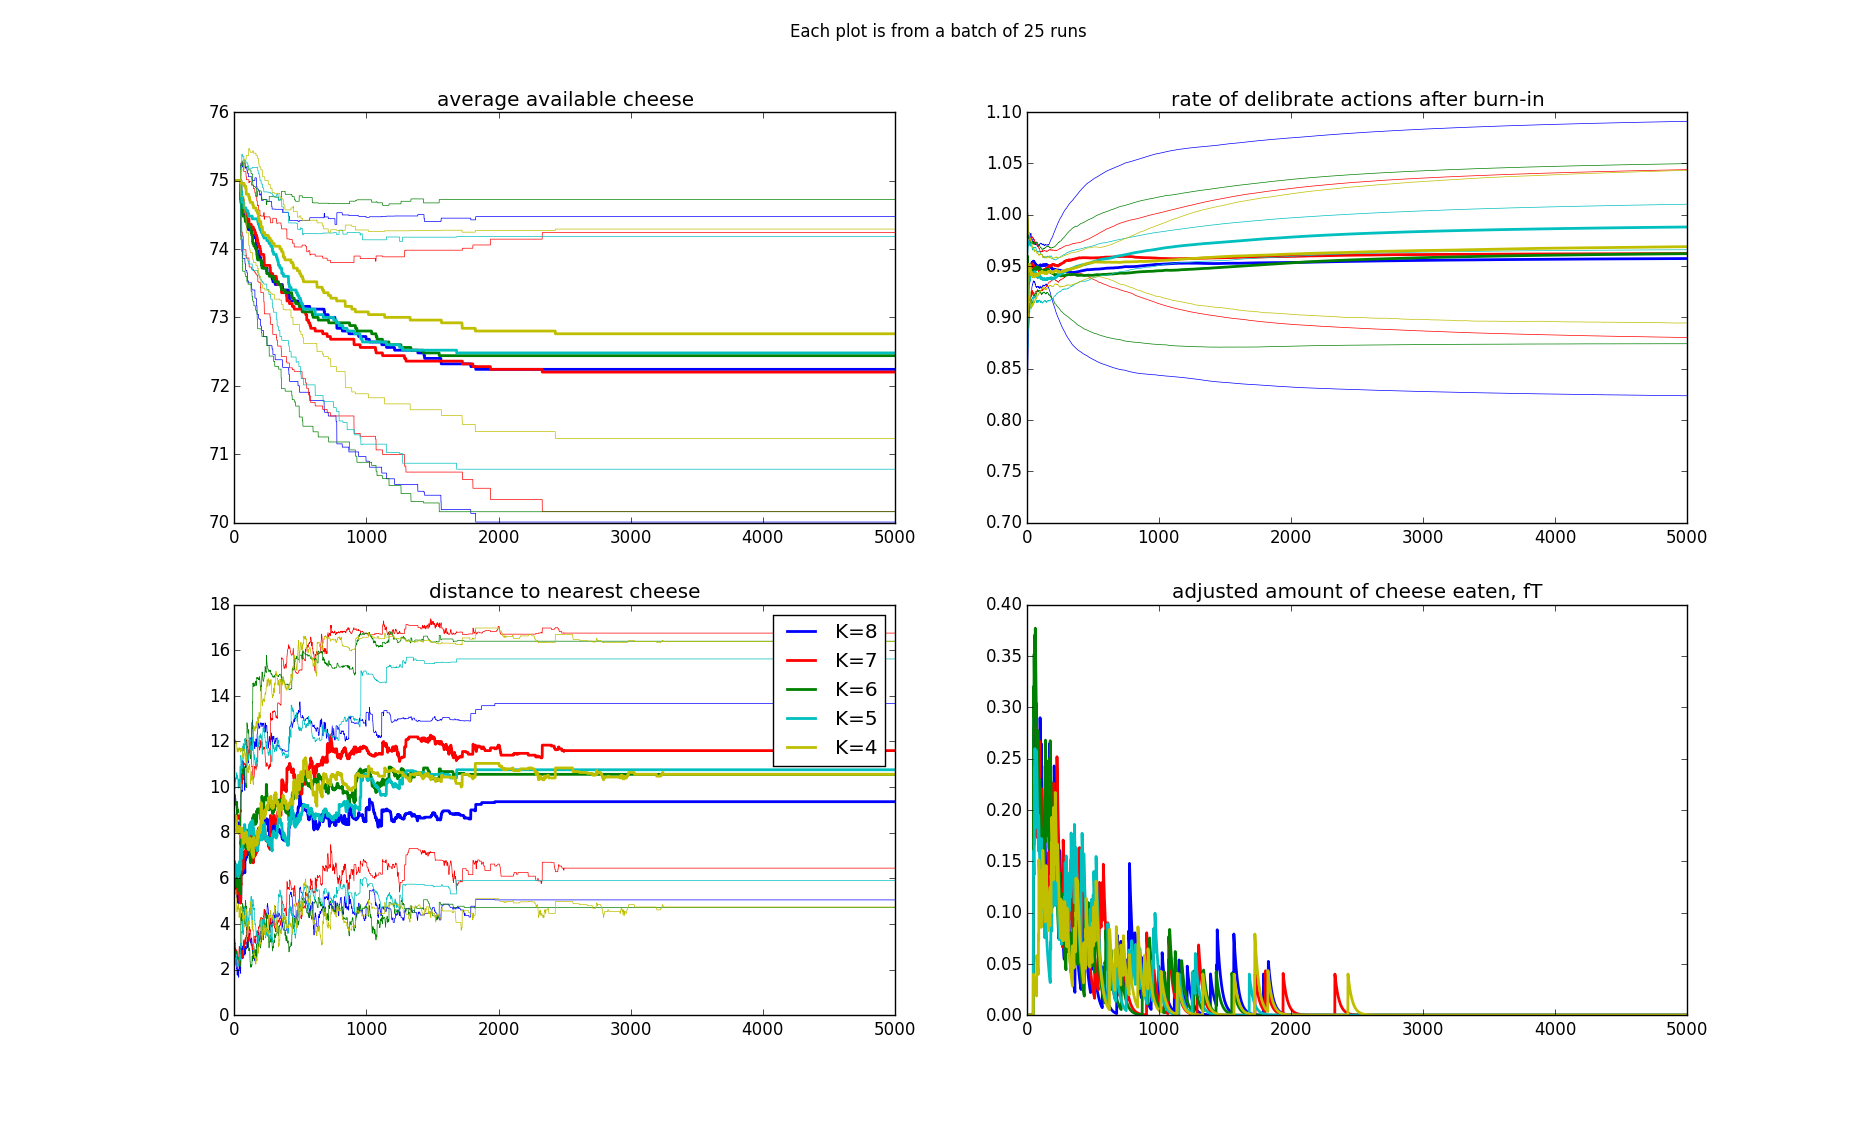 Each plot is from a batch of 25 runs
average available cheese
76
75
74
73
72
71
70
0 1000 2000 3000 4000 5000
rate of delibrate actions after burn-in
1.10
1.05
1.00
0.95
0.90
0.85
0.80
0.75
0.70
0 1000 2000 3000 4000 5000
distance to nearest cheese
18
16
14
12
10
8
6
4
2
0
0 1000 2000 3000 4000 5000
K=8
K=7
K=6
K=5
K=4
adjusted amount of cheese eaten, fT
0.40
0.35
0.30
0.25
0.20
0.15
0.10
0.05
0.00
0 1000 2000 3000 4000 5000